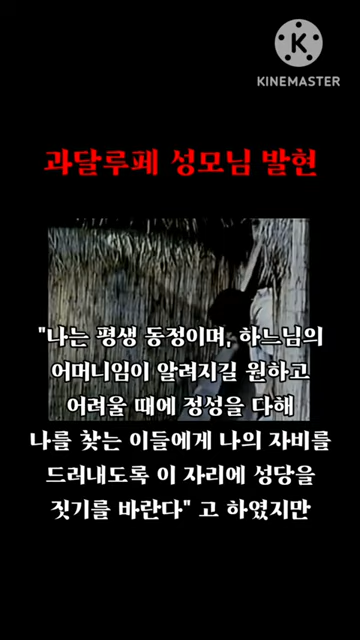 KINEMASTER
과달루페 성모님 발현
"나는 평생 동정이며, 하느님의
어머니임이 알려지길 원하고
어려울 때에 정성을 다해
나를 찾는 이들에게 나의 자비를
드러내도록 이 자리에 성당을
짓기를 바란다" 고 하였지만